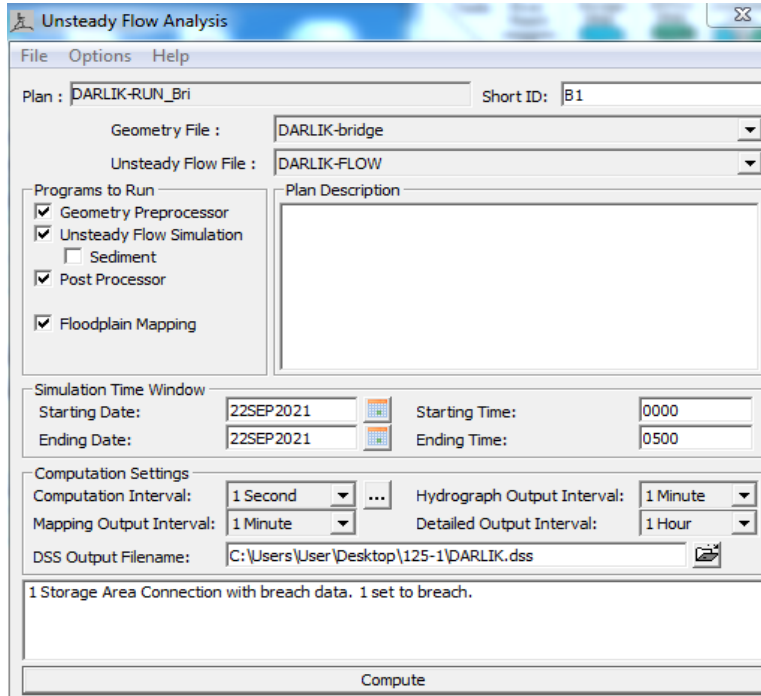 Unsteady Flow Analysis
File Options Help
Plan : DARLIK-RUN_Bri Short ID: B1
Geometry File : DARLIK-bridge
Unsteady Flow File : DARLIK-FLOW
Programs to Run
Geometry Preprocessor
Unsteady Flow Simulation
Sediment
Post Processor
Floodplain Mapping
Plan Description
Simulation Time Window
Starting Date: 22SEP2021 Starting Time: 0000
Ending Date: 22SEP2021 Ending Time: 0500
Computation Settings
Computation Interval: 1 Second ... Hydrograph Output Interval: 1 Minute
Mapping Output Interval: 1 Minute Detailed Output Interval: 1 Hour
DSS Output Filename: C:\Users\User\Desktop\125-1\DARLIK.dss
1 Storage Area Connection with breach data. 1 set to breach.
Compute